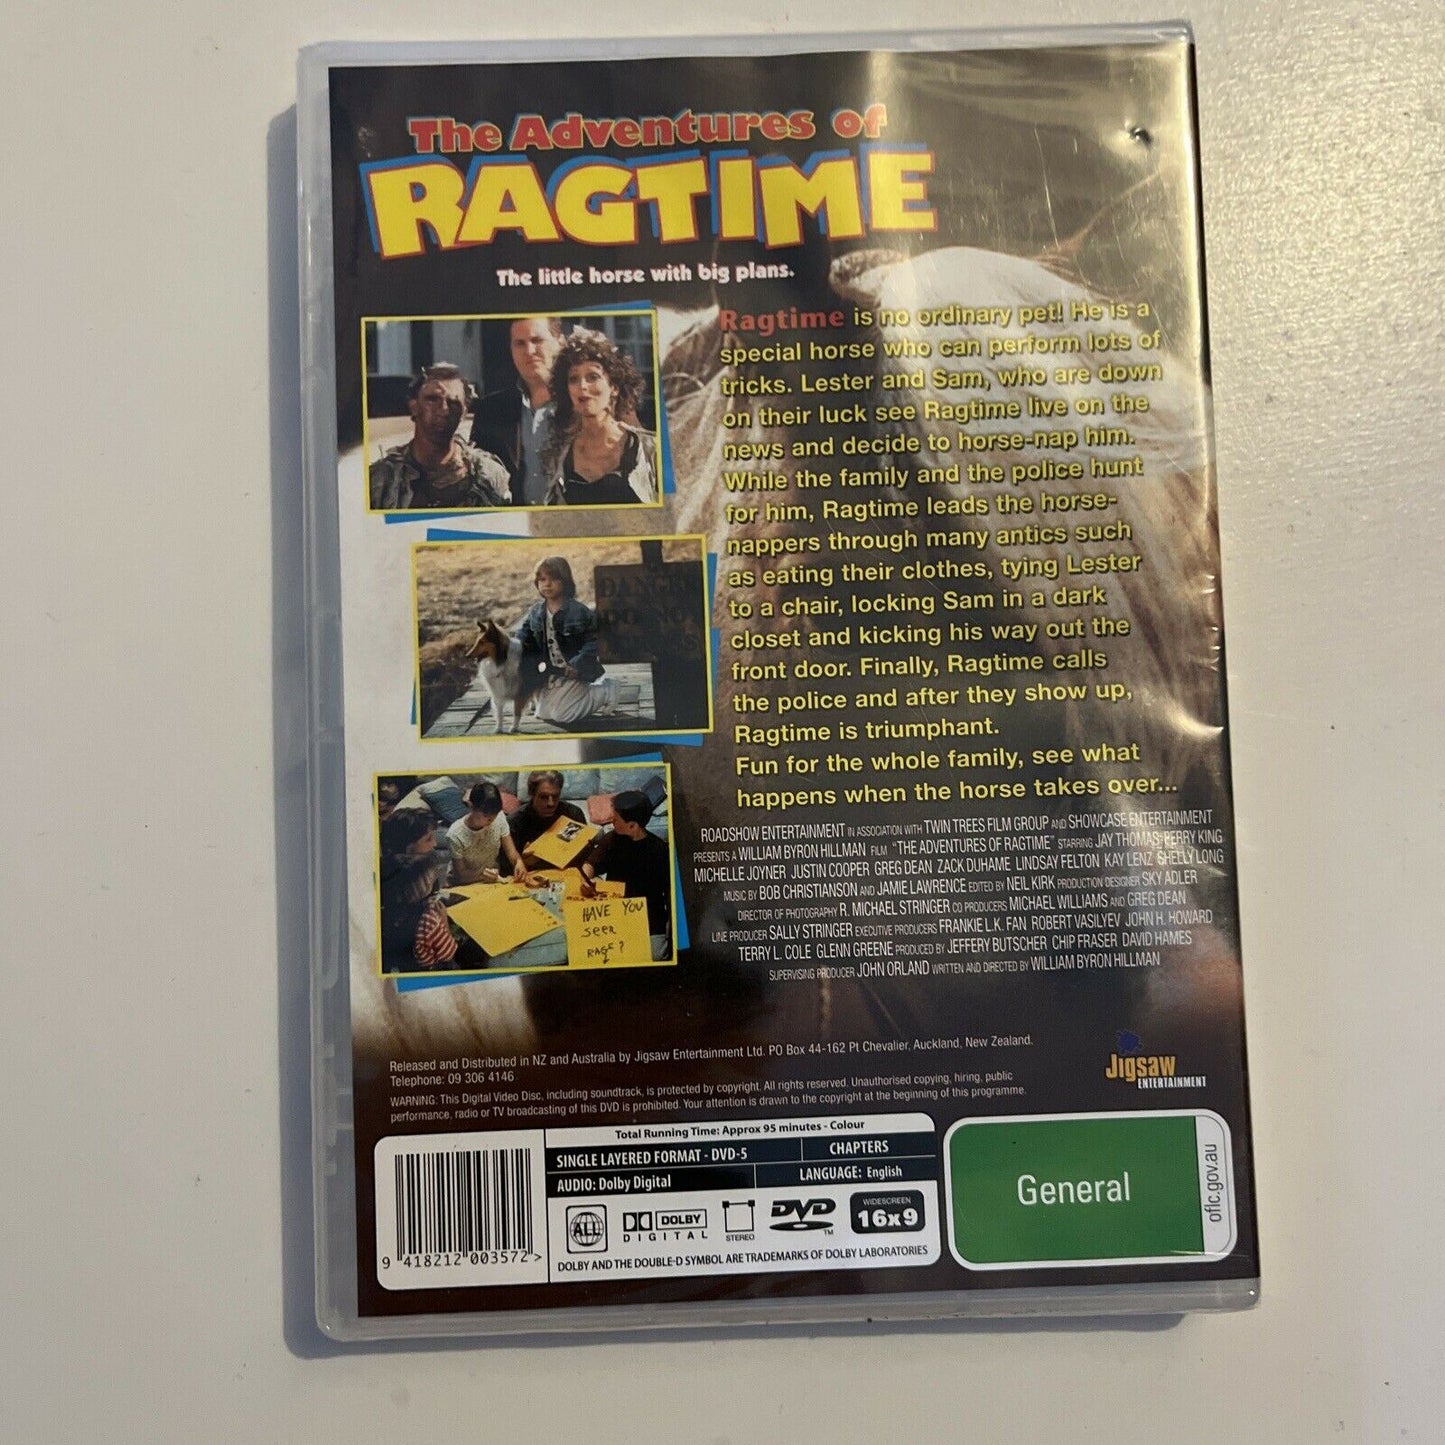 The Adventures of
RAGTIME
The little horse with big plans.
Ragtime is no ordinary pet! He is a
special horse who can perform lots of
tricks. Lester and Sam, who are down
on their luck see Ragtime live on the
news and decide to horse-nap him.
While the family and the police hunt
for him, Ragtime leads the horse-
nappers through many antics such
as eating their clothes, tying Lester
to a chair, locking Sam in a dark
closet and kicking his way out the
front door. Finally, Ragtime calls
the police and after they show up,
Ragtime is triumphant.
Fun for the whole family, see what
happens when the horse takes over...
DANGER
DO NO
HAVE YOU
SEEN
RAGE?
ROADSHOW ENTERTAINMENT IN ASSOCIATION WITH TWIN TREES FILM GROUP AND SHOWCASE ENTERTAINMENT
PRESENTS A WILLIAM BYRON HILLMAN FILM "THE ADVENTURES OF RAGTIME" STARRING JAY THOMAS PERRY KING
MICHELLE JOYNER JUSTIN COOPER GREG DEAN ZACK DUHAME LINDSAY FELTON KAY LENZ SHELLY LONG
MUSIC BY BOB CHRISTIANSON AND JAMIE LAWRENCE EDITED BY NEIL KIRK PRODUCTION DESIGNER SKY ADLER
DIRECTOR OF PHOTOGRAPHY R. MICHAEL STRINGER CO PRODUCERS MICHAEL WILLIAMS AND GREG DEAN
LINE PRODUCER SALLY STRINGER EXECUTIVE PRODUCERS FRANKIE L.K. FAN ROBERT VASILYEV JOHN H. HOWARD
TERRY L. COLE GLENN GREENE PRODUCED BY JEFFERY BUTSCHER CHIP FRASER DAVID HAMES
SUPERVISING PRODUCER JOHN ORLAND WRITTEN AND DIRECTED BY WILLIAM BYRON HILLMAN
Released and Distributed in NZ and Australia by Jigsaw Entertainment Ltd. PO Box 44-162 Pt Chevalier, Auckland, New Zealand.
Telephone: 09 306 4146
WARNING: This Digital Video Disc, including soundtrack, is protected by copyright. All rights reserved. Unauthorised copying, hiring, public
performance, radio or TV broadcasting of this DVD is prohibited. Your attention is drawn to the copyright at the beginning of this programme.
Jigsaw
ENTERTAINMENT
Total Running Time: Approx 95 minutes - Colour
SINGLE LAYERED FORMAT - DVD-5 CHAPTERS
AUDIO: Dolby Digital LANGUAGE: English
ALL DOLBY DIGITAL STEREO DVD TM WIDESCREEN 16x9
DOLBY AND THE DOUBLE-D SYMBOL ARE TRADEMARKS OF DOLBY LABORATORIES
9 418212 003572 >
General
oflc.gov.au